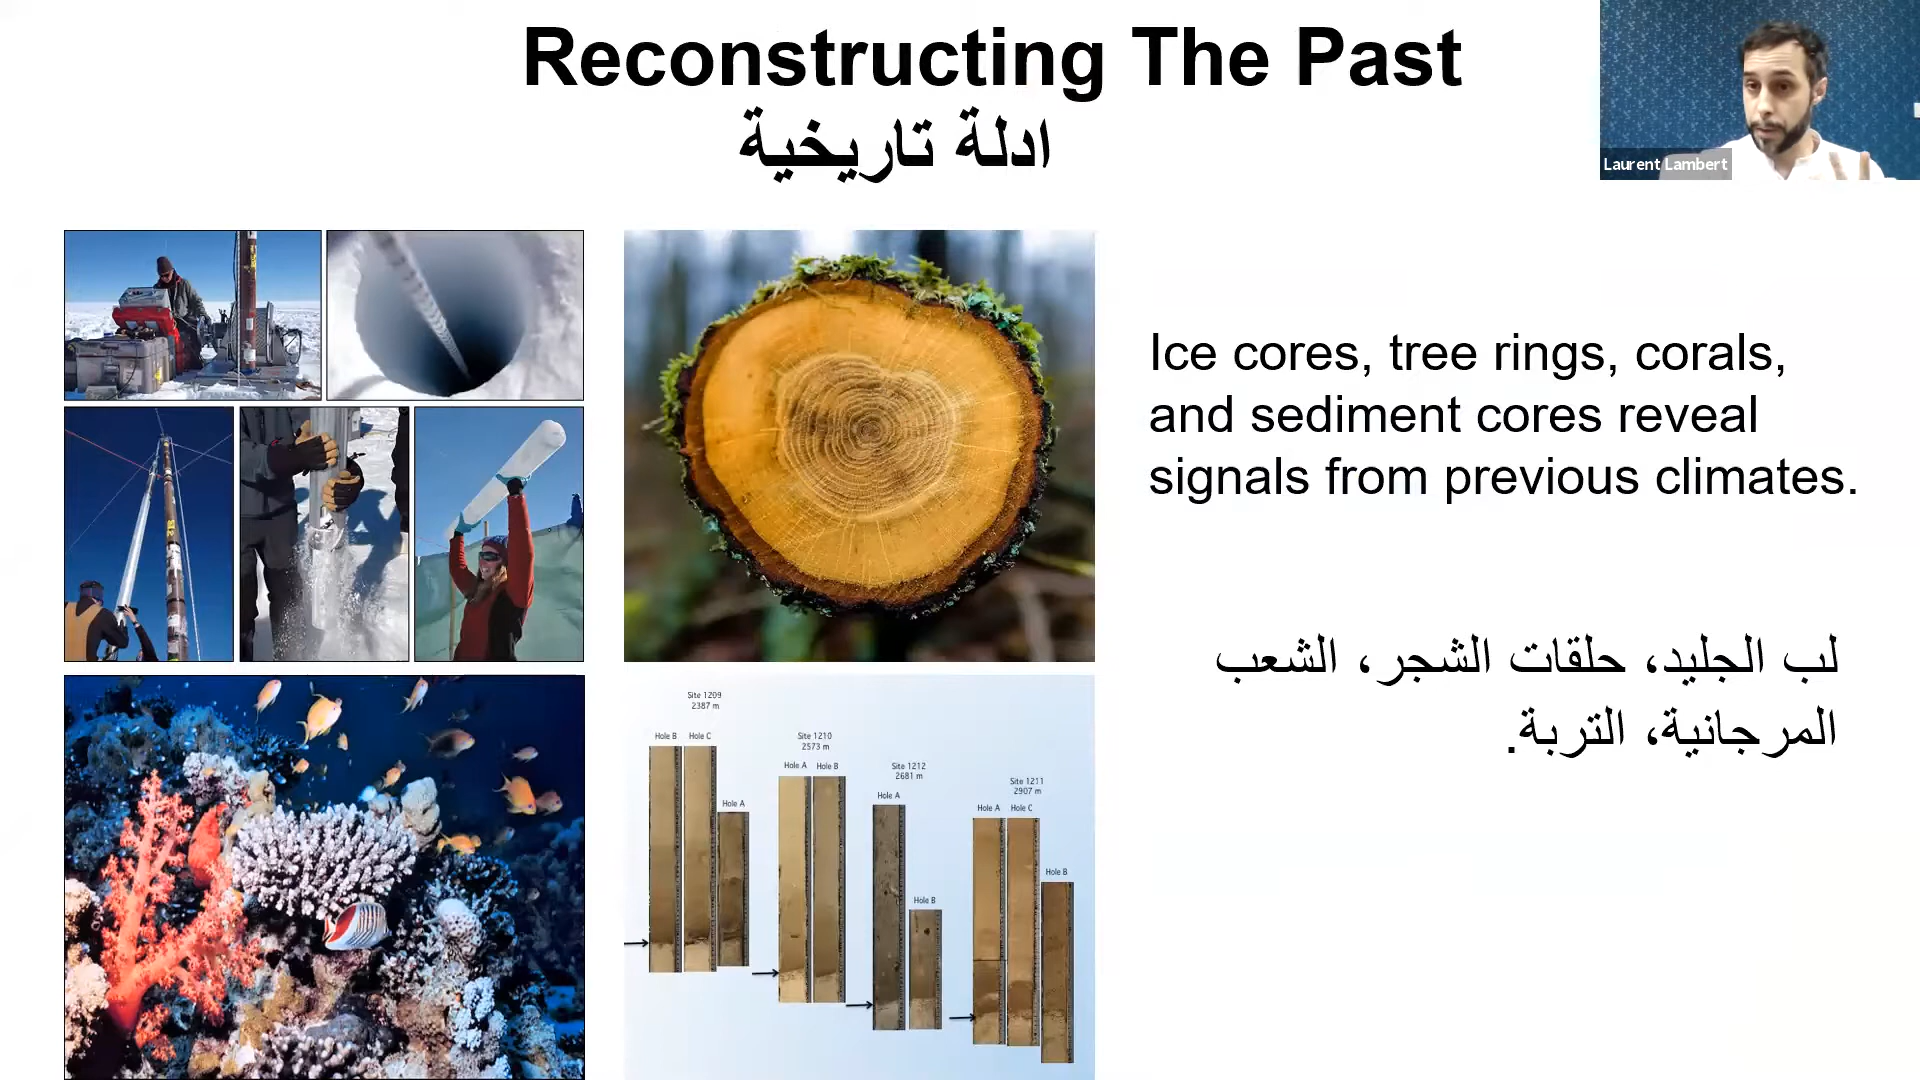 Reconstructing The Past
ادلة تاريخية
Laurent Lambert
Ice cores, tree rings, corals,
and sediment cores reveal
signals from previous climates.
لب الجليد، حلقات الشجر، الشعب
المرجانية، التربة.
Site 1209
2387 m
Hole B
Hole C
Hole A
Site 1210
2573 m
Hole A
Hole B
Site 1212
2681 m
Hole A
Hole B
Site 1211
2907 m
Hole A
Hole C
Hole B